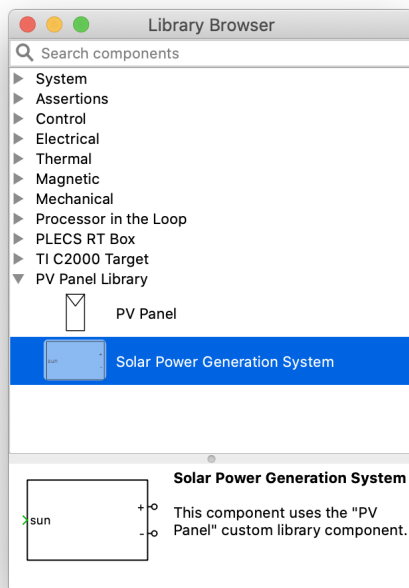 Library Browser
Search components
System
Assertions
Control
Electrical
Thermal
Magnetic
Mechanical
Processor in the Loop
PLECS RT Box
TI C2000 Target
PV Panel Library
PV Panel
sun
+
-
Solar Power Generation System
Solar Power Generation System
sun
+
-
This component uses the "PV
Panel" custom library component.